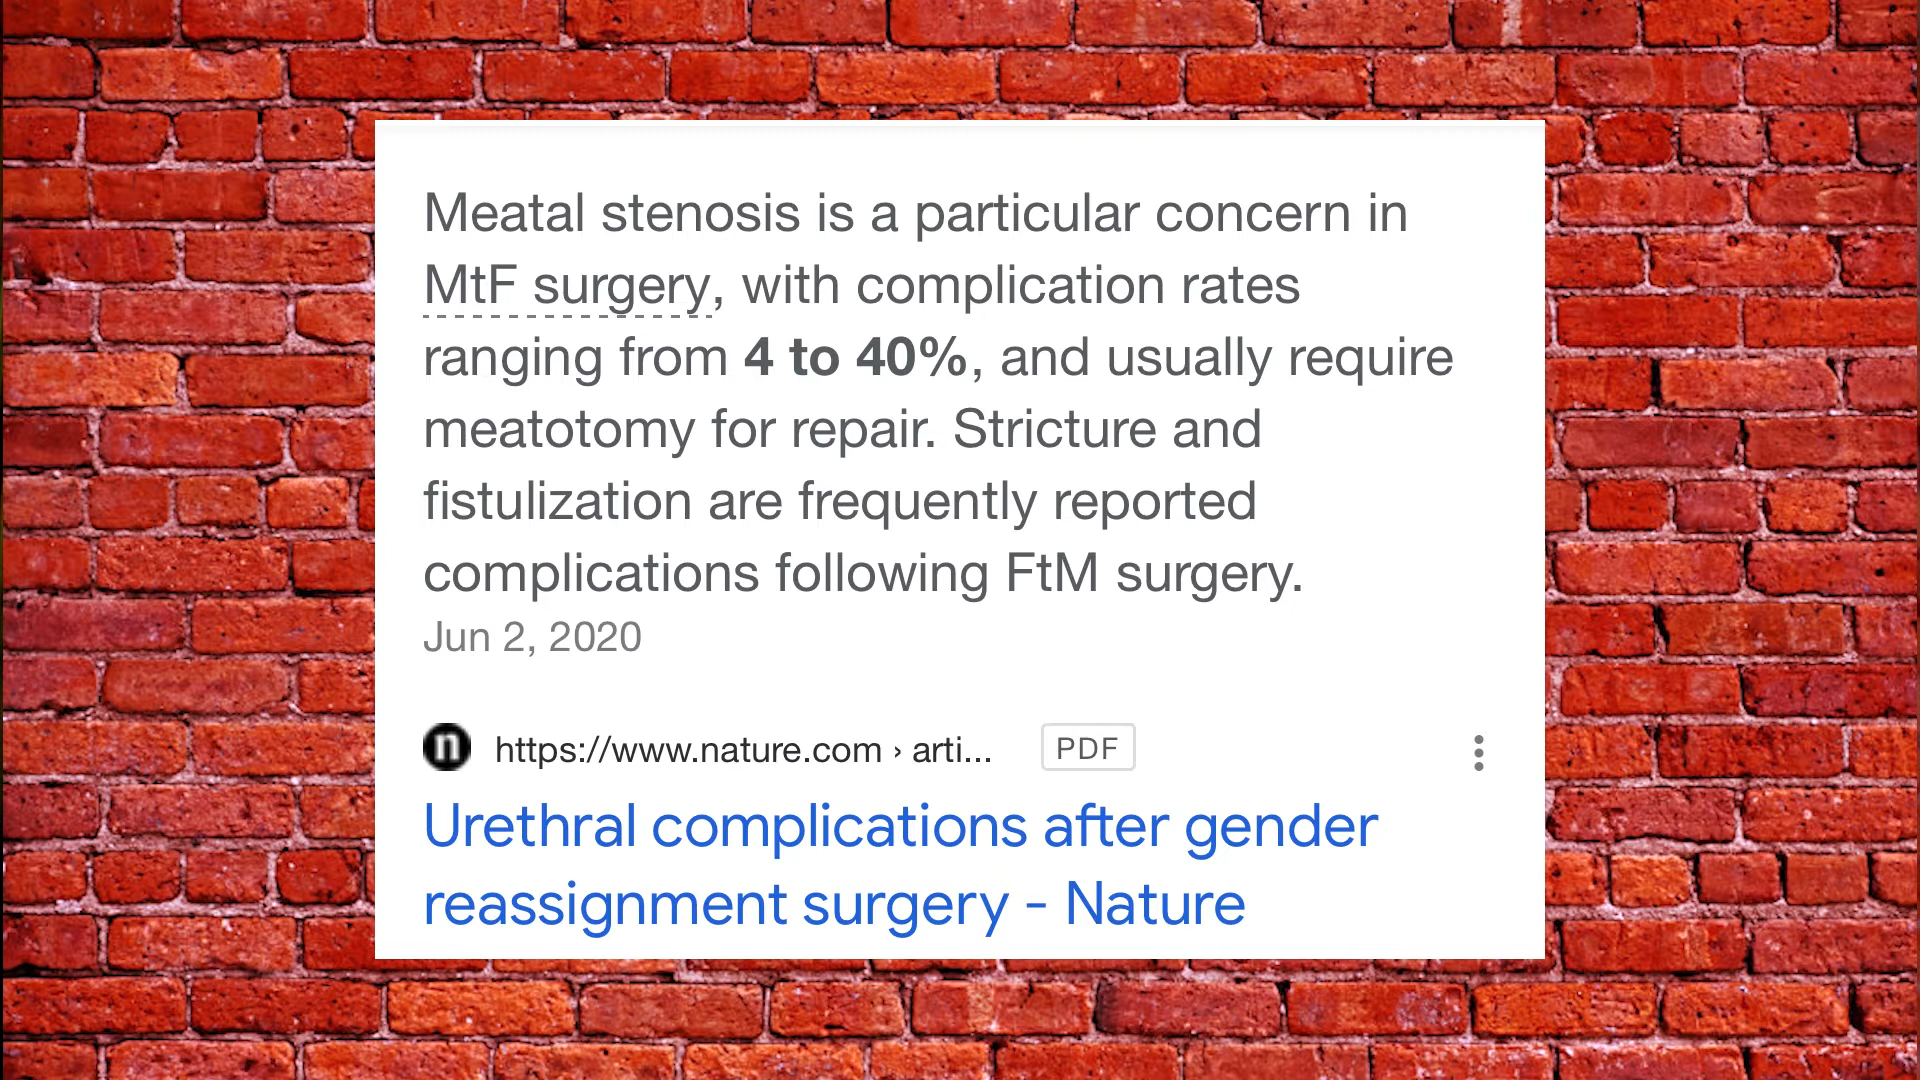 Meatal stenosis is a particular concern in
MtF surgery, with complication rates
ranging from 4 to 40%, and usually require
meatotomy for repair. Stricture and
fistulization are frequently reported
complications following FtM surgery.
Jun 2, 2020
n https://www.nature.com › arti... PDF
Urethral complications after gender
reassignment surgery - Nature